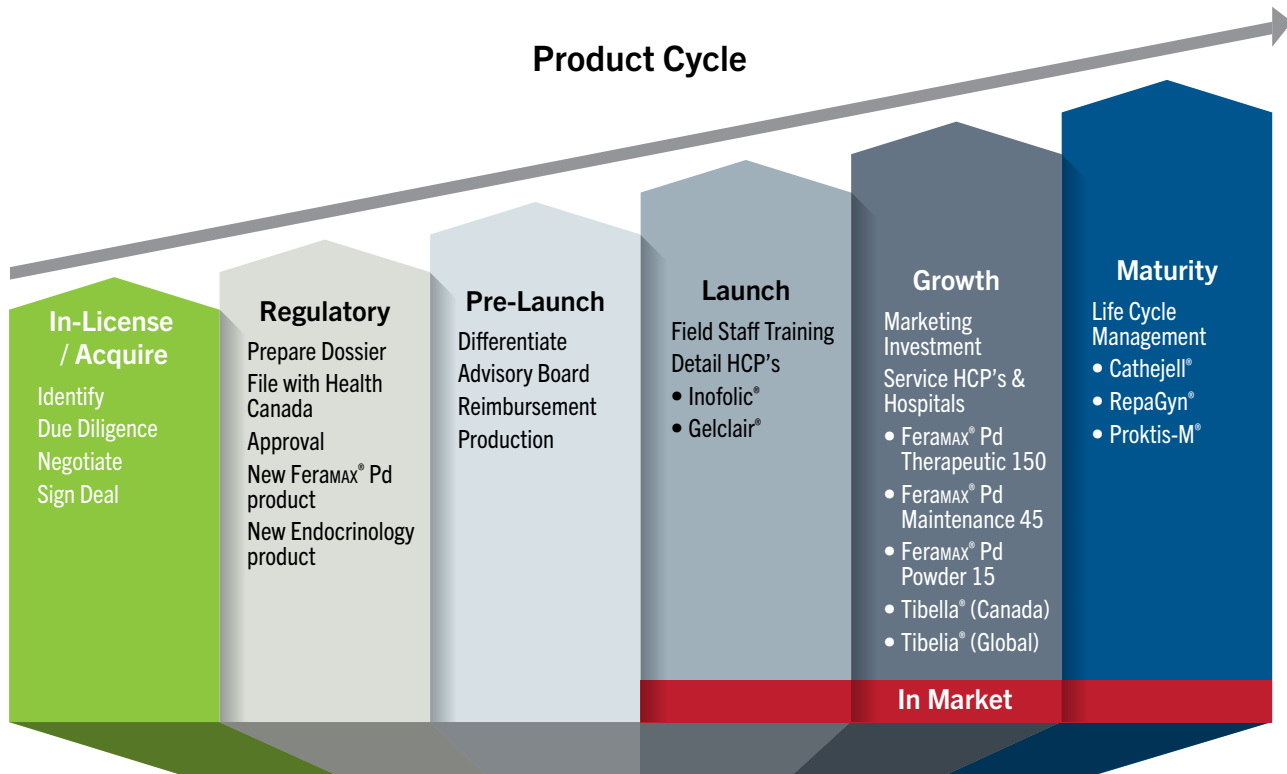 Product Cycle
In-License
/ Acquire
Identify
Due Diligence
Negotiate
Sign Deal
Regulatory
Prepare Dossier
File with Health
Canada
Approval
New FeraMAX® Pd
product
New Endocrinology
product
Pre-Launch
Differentiate
Advisory Board
Reimbursement
Production
Launch
Field Staff Training
Detail HCP's
• Inofolic®
• Gelclair®
Growth
Marketing
Investment
Service HCP's &
Hospitals
• FeraMAX® Pd
Therapeutic 150
• FeraMAX® Pd
Maintenance 45
• FeraMAX® Pd
Powder 15
• Tibella® (Canada)
• Tibelia® (Global)
Maturity
Life Cycle
Management
• Cathejell®
• RepaGyn®
• Proktis-M®
In Market